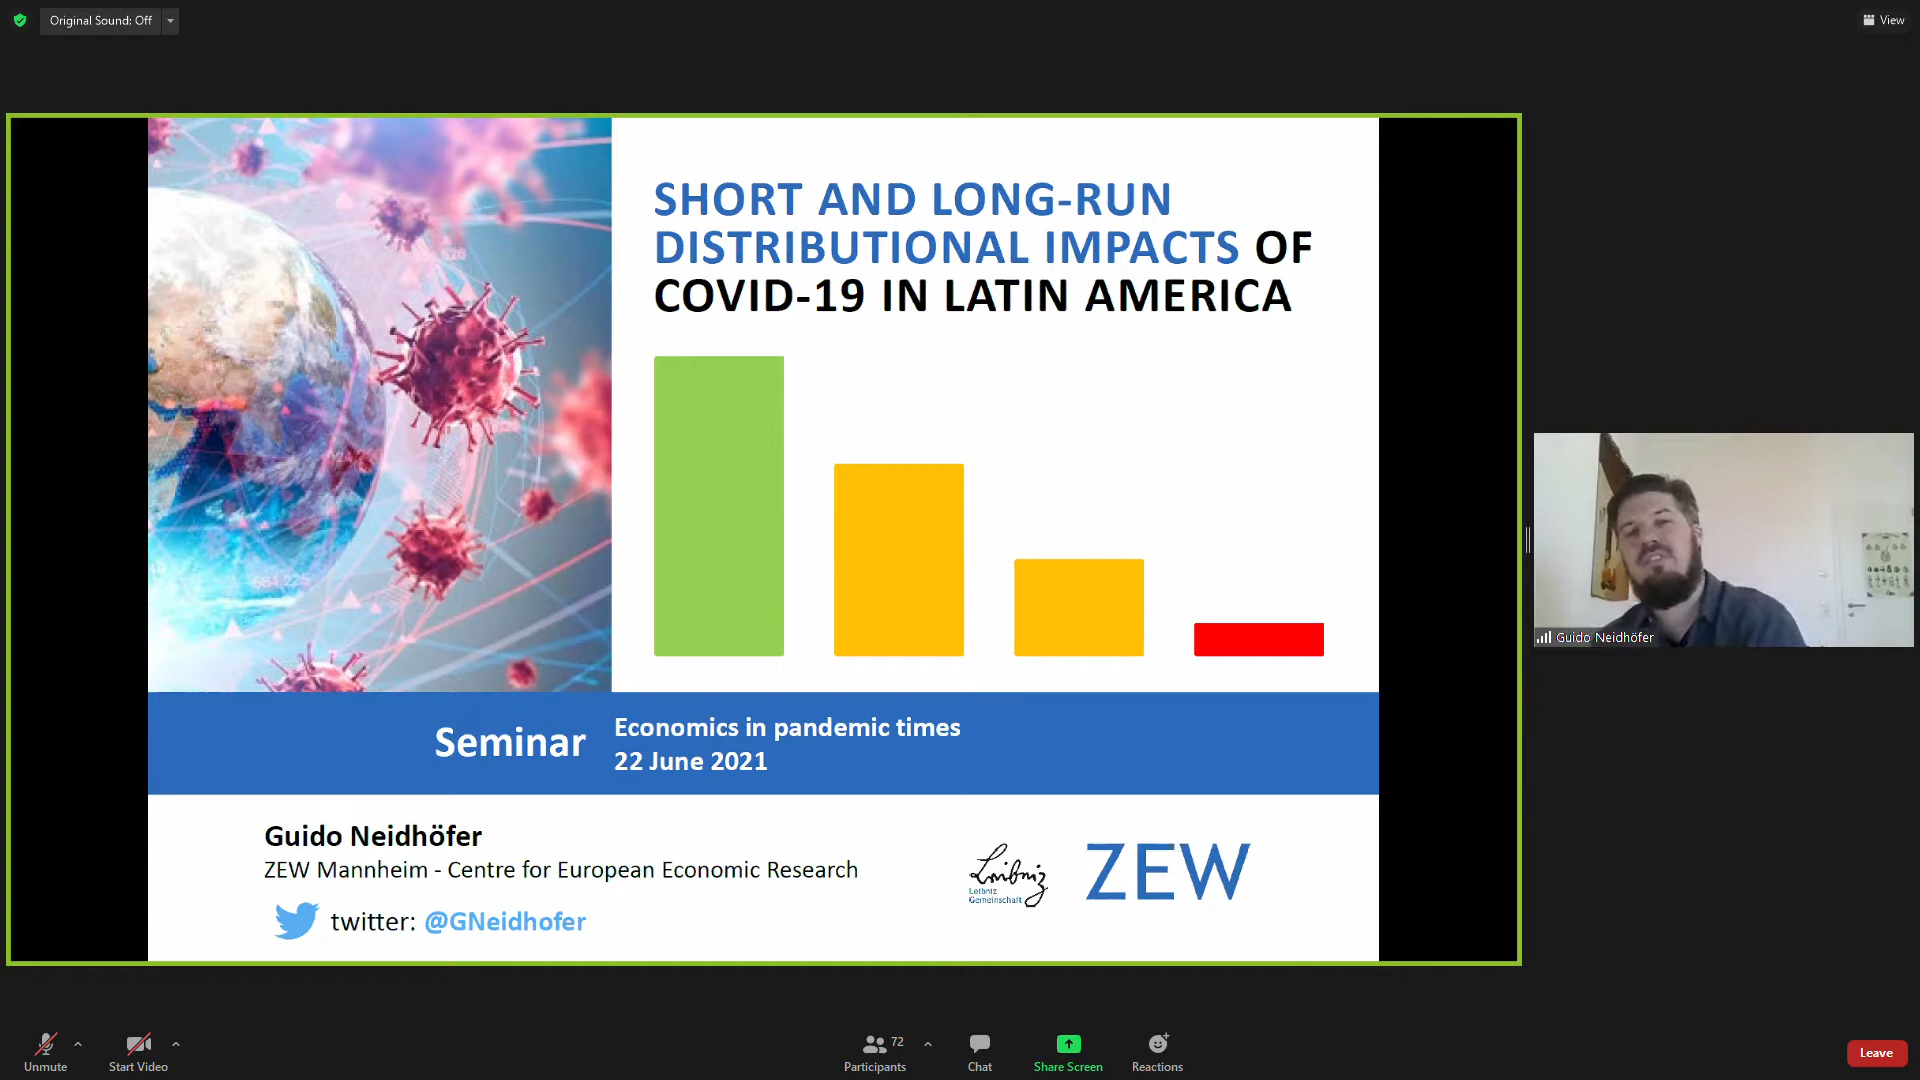 Original Sound: Off
View
SHORT AND LONG-RUN
DISTRIBUTIONAL IMPACTS OF
COVID-19 IN LATIN AMERICA
Seminar
Economics in pandemic times
22 June 2021
Guido Neidhöfer
ZEW Mannheim - Centre for European Economic Research
twitter: @GNeidhofer
Leibniz
Leibniz
Gemeinschaft
ZEW
Guido Neidhöfer
Unmute
Start Video
72
Participants
Chat
Share Screen
Reactions
Leave